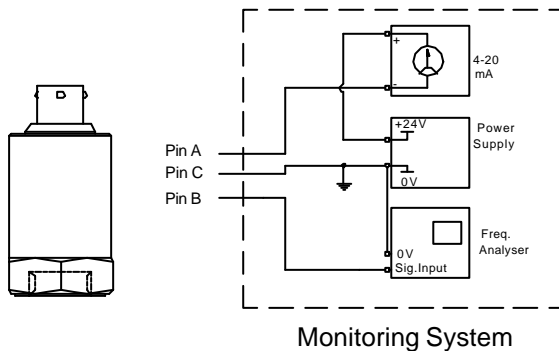 +
4-20
mA
-
Pin A
Pin C
Pin B
+24V
Power
Supply
0V
0V
Sig.Input
Freq.
Analyser
Monitoring System